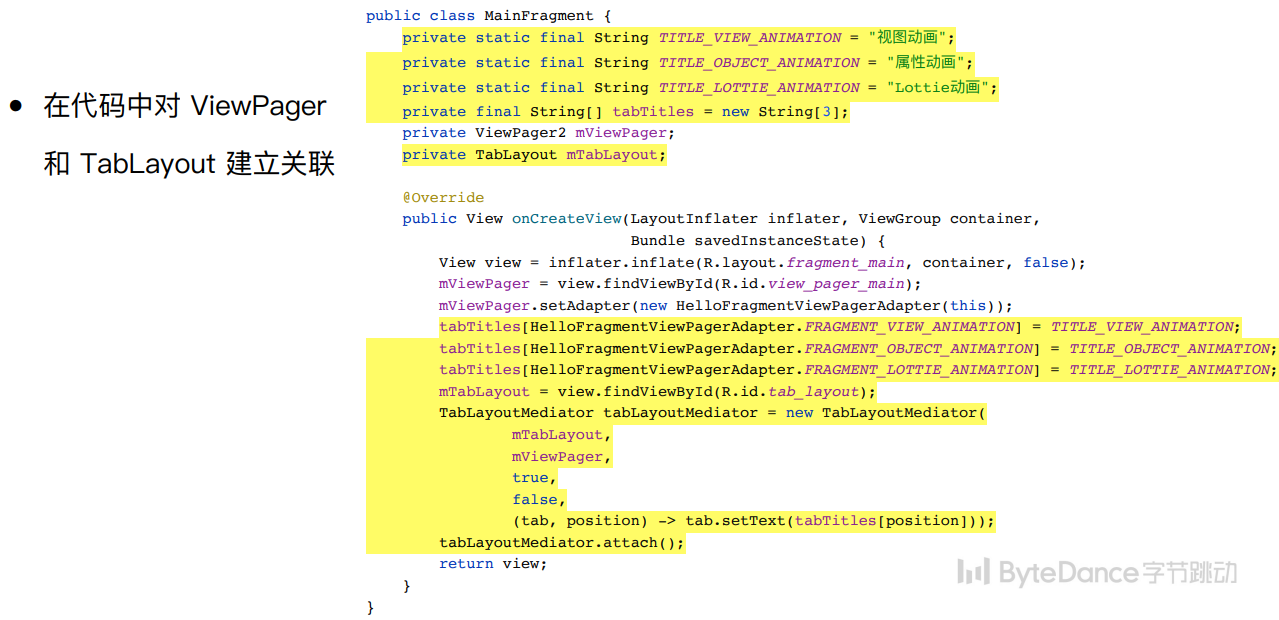 • 在代码中对 ViewPager
和 TabLayout 建立关联
public class MainFragment {
    private static final String TITLE_VIEW_ANIMATION = "视图动画";
    private static final String TITLE_OBJECT_ANIMATION = "属性动画";
    private static final String TITLE_LOTTIE_ANIMATION = "Lottie动画";
    private final String[] tabTitles = new String[3];
    private ViewPager2 mViewPager;
    private TabLayout mTabLayout;
    @Override
    public View onCreateView(LayoutInflater inflater, ViewGroup container,
                             Bundle savedInstanceState) {
        View view = inflater.inflate(R.layout.fragment_main, container, false);
        mViewPager = view.findViewById(R.id.view_pager_main);
        mViewPager.setAdapter(new HelloFragmentViewPagerAdapter(this));
        tabTitles[HelloFragmentViewPagerAdapter.FRAGMENT_VIEW_ANIMATION] = TITLE_VIEW_ANIMATION;
        tabTitles[HelloFragmentViewPagerAdapter.FRAGMENT_OBJECT_ANIMATION] = TITLE_OBJECT_ANIMATION;
        tabTitles[HelloFragmentViewPagerAdapter.FRAGMENT_LOTTIE_ANIMATION] = TITLE_LOTTIE_ANIMATION;
        mTabLayout = view.findViewById(R.id.tab_layout);
        TabLayoutMediator tabLayoutMediator = new TabLayoutMediator(
                mTabLayout,
                mViewPager,
                true,
                false,
                (tab, position) -> tab.setText(tabTitles[position]));
        tabLayoutMediator.attach();
        return view;
    }
}
ByteDance字节跳动